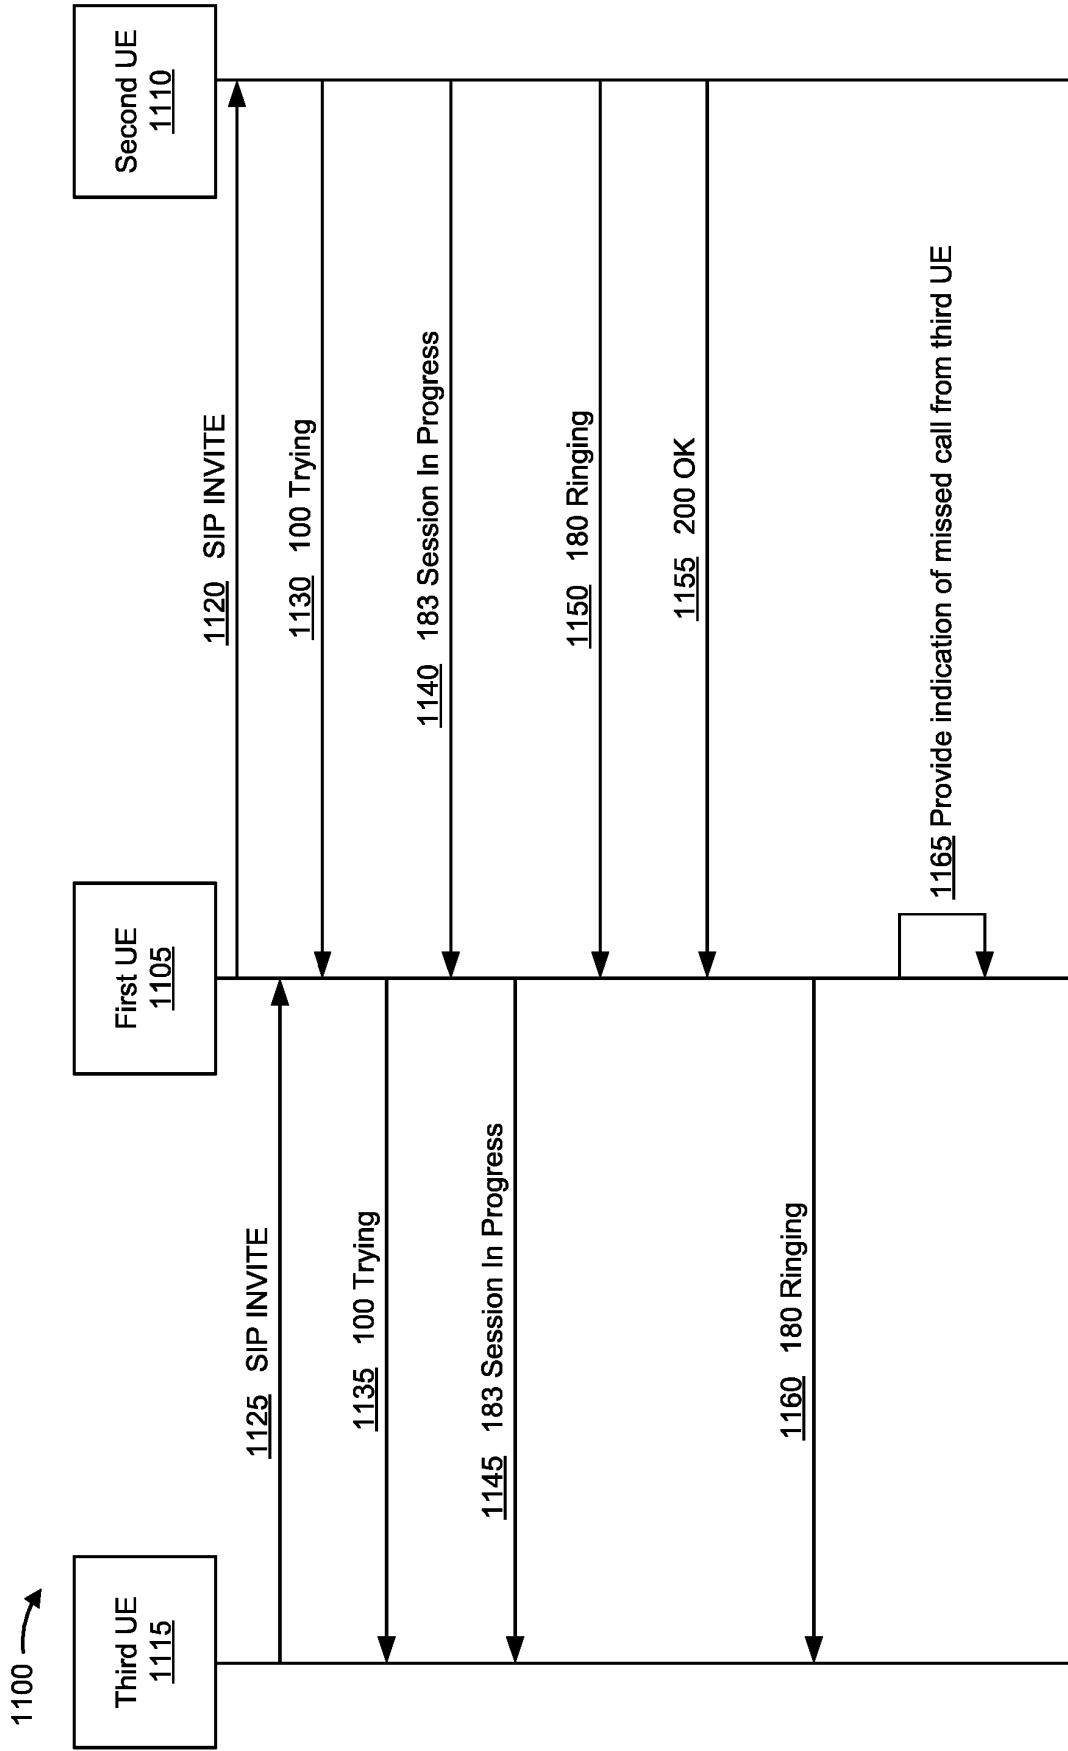 1100
Third UE
1115
First UE
1105
Second UE
1110
1120 SIP INVITE
1125 SIP INVITE
1130 100 Trying
1135 100 Trying
1140 183 Session In Progress
1145 183 Session In Progress
1150 180 Ringing
1155 200 OK
1160 180 Ringing
1165 Provide indication of missed call from third UE